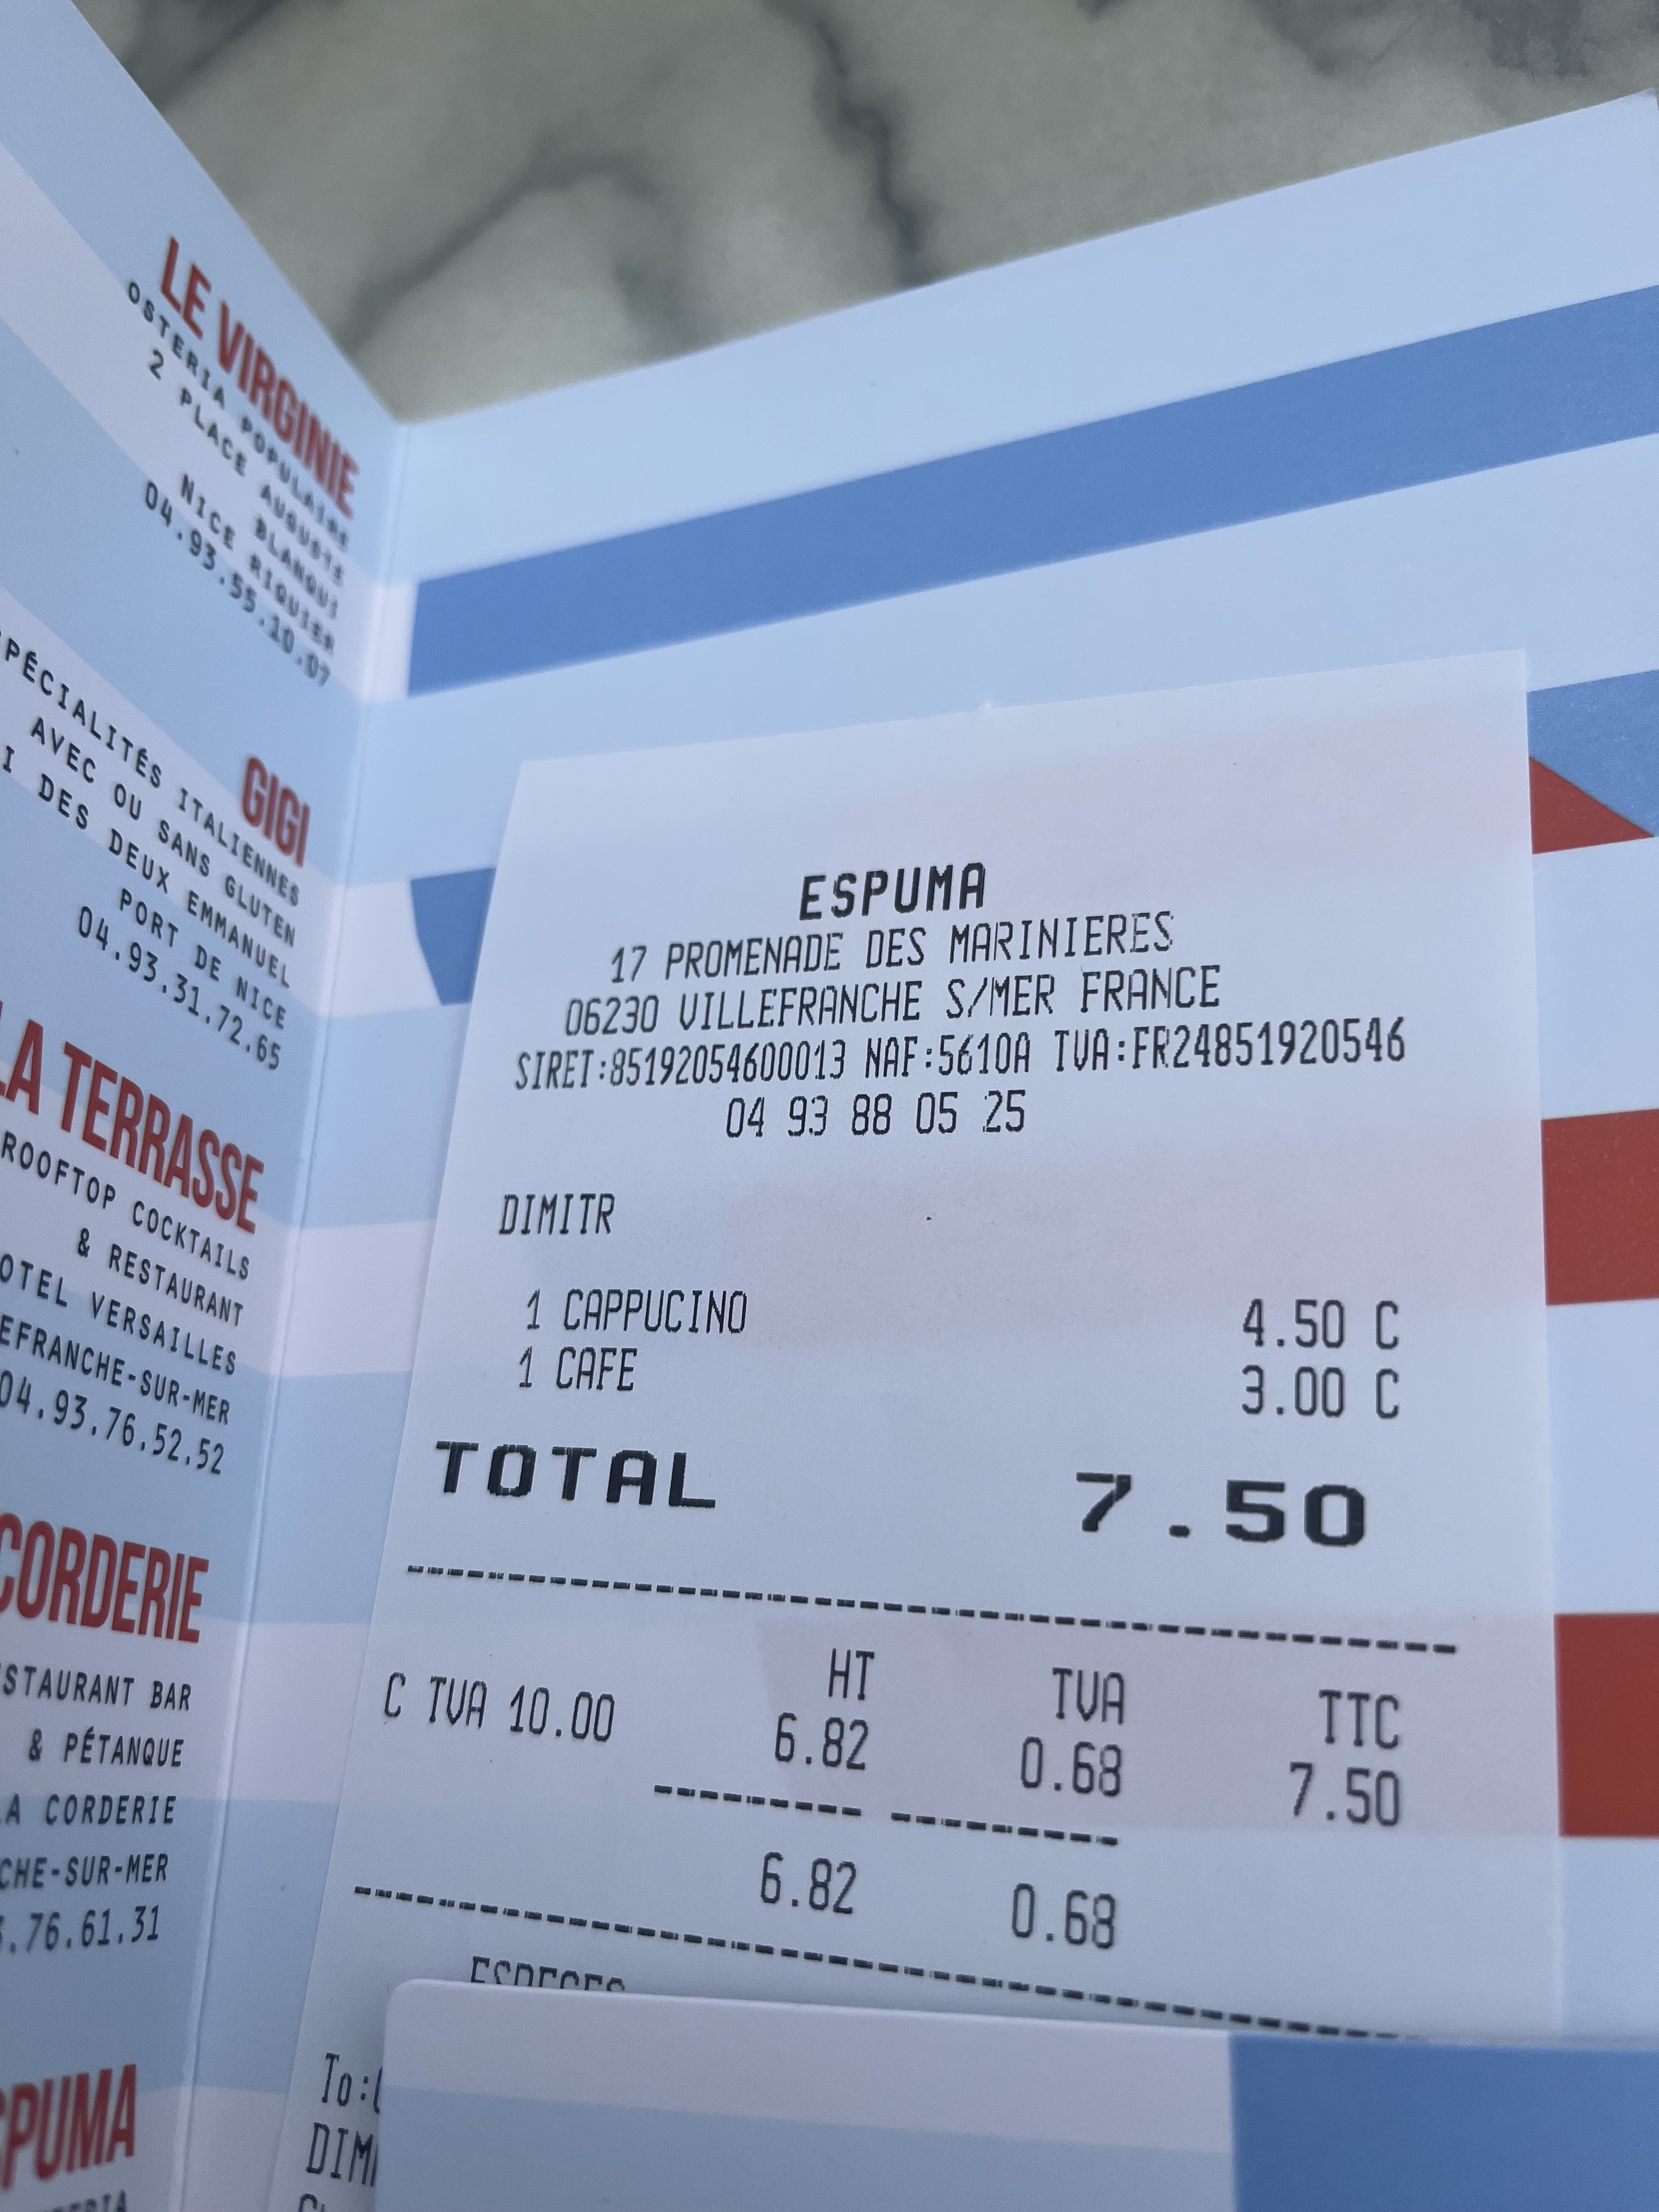 LE VIRGINIE
OSTERIA POPULAIRE
2 PLACE AUGUSTE
BLANQUI
NICE RIQUIER
04.93.55.10.07
GIGI
PÉCIALITÉS ITALIENNES
AVEC OU SANS GLUTEN
I DES DEUX EMMANUEL
PORT DE NICE
04.93.31.72.65
LA TERRASSE
ROOFTOP COCKTAILS
& RESTAURANT
OTEL VERSAILLES
EFRANCHE-SUR-MER
04.93.76.52.52
CORDERIE
STAURANT BAR
& PÉTANQUE
A CORDERIE
CHE-SUR-MER
.76.61.31
SPUMA
ESPUMA
17 PROMENADE DES MARINIERES
06230 VILLEFRANCHE S/MER FRANCE
SIRET:85192054600013 NAF:5610A TVA:FR24851920546
04 93 88 05 25
DIMITR
1 CAPPUCINO 4.50 C
1 CAFE 3.00 C
TOTAL 7.50
HT TVA TTC
C TVA 10.00 6.82 0.68 7.50
6.82 0.68
ESPECES
To:
DIM